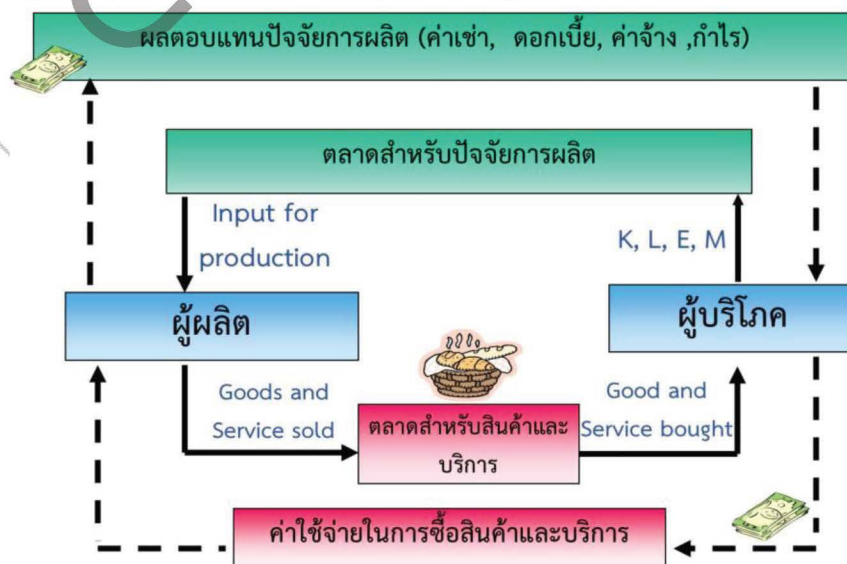 ผลตอบแทนปัจจัยการผลิต (ค่าเช่า, ดอกเบี้ย, ค่าจ้าง ,กำไร)
ตลาดสำหรับปัจจัยการผลิต
Input for
production
K, L, E, M
ผู้ผลิต
ผู้บริโภค
Goods and
Service sold
ตลาดสำหรับสินค้าและ
บริการ
Good and
Service bought
ค่าใช้จ่ายในการซื้อสินค้าและบริการ